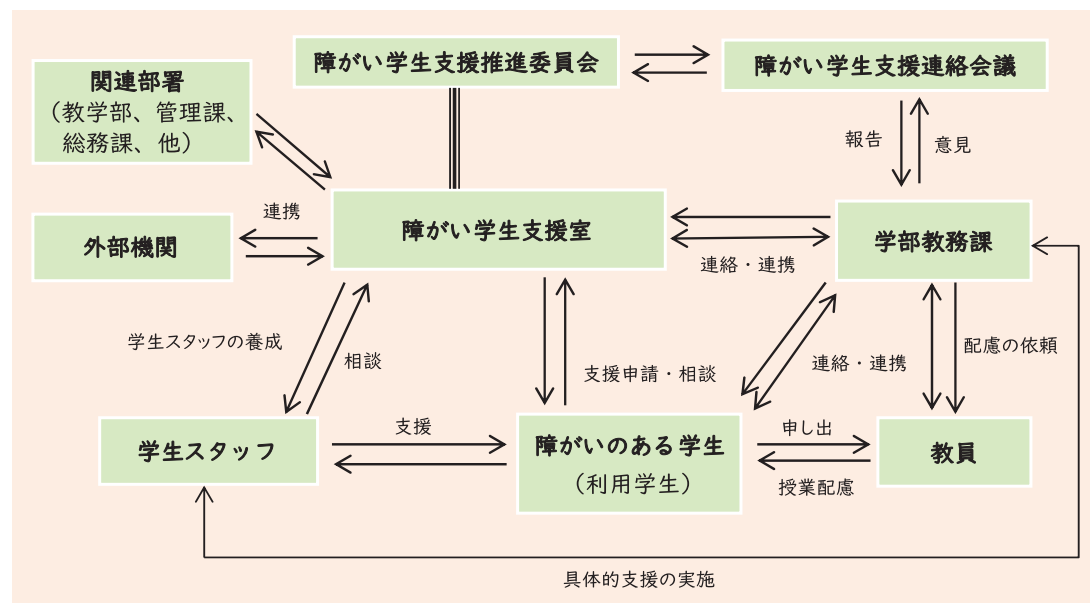 障がい学生支援推進委員会
障がい学生支援連絡会議
関連部署
（教学部、管理課、
総務課、他）
報告
意見
連携
障がい学生支援室
学部教務課
外部機関
連絡・連携
学生スタッフの養成
相談
支援申請・相談
連絡・連携
配慮の依頼
学生スタッフ
支援
障がいのある学生
（利用学生）
申し出
授業配慮
教員
具体的支援の実施